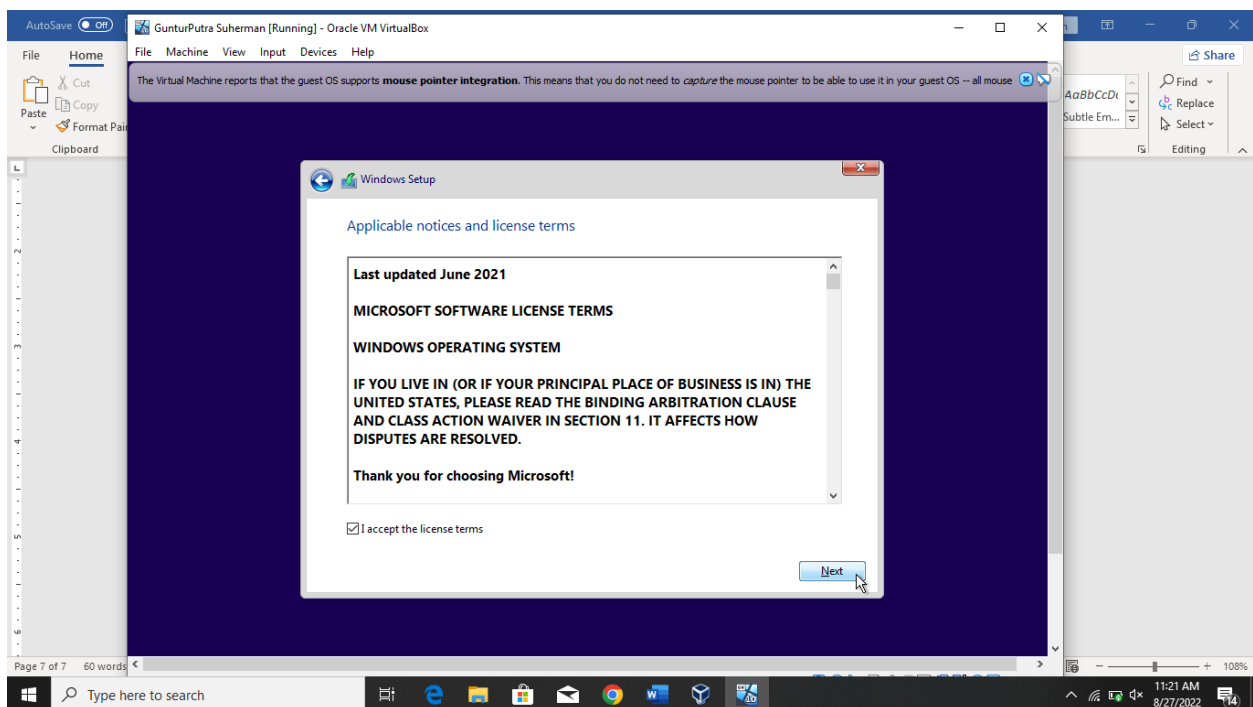 AutoSave Off
GunturPutra Suherman [Running] - Oracle VM VirtualBox
File Home
File Machine View Input Devices Help
Share
The Virtual Machine reports that the guest OS supports mouse pointer integration. This means that you do not need to capture the mouse pointer to be able to use it in your guest OS -- all mouse
Cut
Copy
Paste
Format Pai
Clipboard
AaBbCcDt
Subtle Em...
Find
Replace
Select
Editing
Windows Setup
Applicable notices and license terms
Last updated June 2021
MICROSOFT SOFTWARE LICENSE TERMS
WINDOWS OPERATING SYSTEM
IF YOU LIVE IN (OR IF YOUR PRINCIPAL PLACE OF BUSINESS IS IN) THE
UNITED STATES, PLEASE READ THE BINDING ARBITRATION CLAUSE
AND CLASS ACTION WAIVER IN SECTION 11. IT AFFECTS HOW
DISPUTES ARE RESOLVED.
Thank you for choosing Microsoft!
I accept the license terms
Next
2
3
4
5
6
Page 7 of 7 60 words
108%
Type here to search
11:21 AM
8/27/2022
14